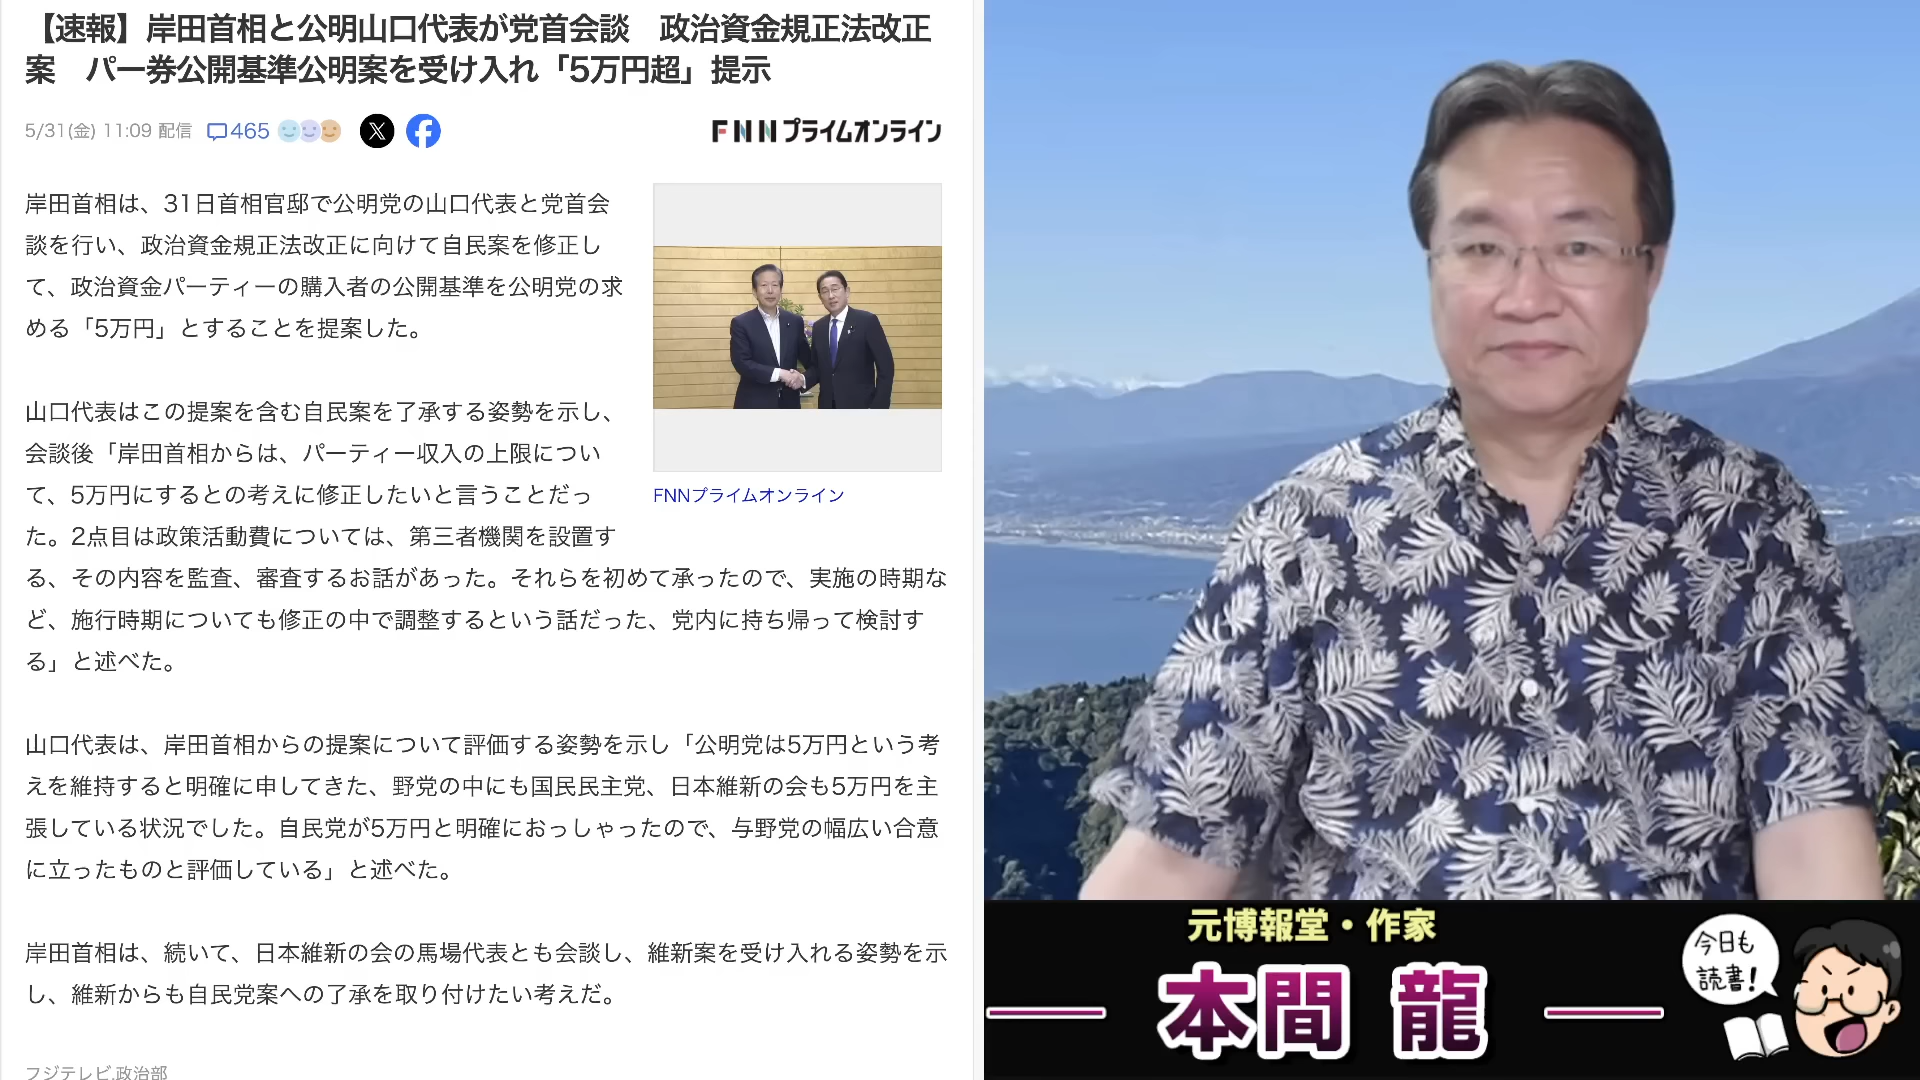 【速報】岸田首相と公明山口代表が党首会談　政治資金規正法改正
案　パー券公開基準公明案を受け入れ「5万円超」提示
5/31(金) 11:09 配信 465
FNNプライムオンライン
岸田首相は、31日首相官邸で公明党の山口代表と党首会
談を行い、政治資金規正法改正に向けて自民案を修正し
て、政治資金パーティーの購入者の公開基準を公明党の求
める「5万円」とすることを提案した。
山口代表はこの提案を含む自民案を了承する姿勢を示し、
会談後「岸田首相からは、パーティー収入の上限につい
て、5万円にするとの考えに修正したいと言うことだっ
た。2点目は政策活動費については、第三者機関を設置す
る、その内容を監査、審査するお話があった。それらを初めて承ったので、実施の時期な
ど、施行時期についても修正の中で調整するという話だった、党内に持ち帰って検討す
る」と述べた。
FNNプライムオンライン
山口代表は、岸田首相からの提案について評価する姿勢を示し「公明党は5万円という考
えを維持すると明確に申してきた、野党の中にも国民民主党、日本維新の会も5万円を主
張している状況でした。自民党が5万円と明確におっしゃったので、与野党の幅広い合意
に立ったものと評価している」と述べた。
岸田首相は、続いて、日本維新の会の馬場代表とも会談し、維新案を受け入れる姿勢を示
し、維新からも自民党案への了承を取り付けたい考えだ。
フジテレビ,政治部
元博報堂・作家
本間 龍
今日も
読書！